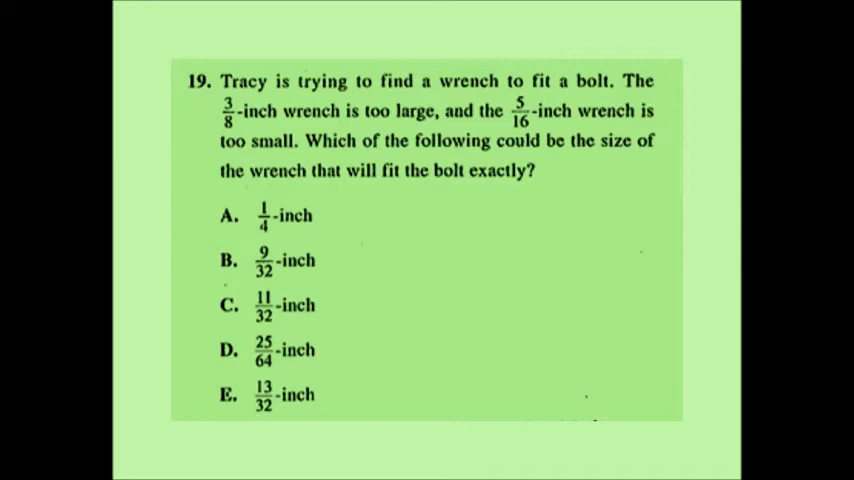 19. Tracy is trying to find a wrench to fit a bolt. The
3/8-inch wrench is too large, and the 5/16-inch wrench is
too small. Which of the following could be the size of
the wrench that will fit the bolt exactly?
A. 1/4-inch
B. 9/32-inch
C. 11/32-inch
D. 25/64-inch
E. 13/32-inch